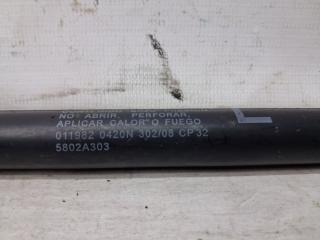 NO ABRIR, PERFORAR,
APLICAR CALOR O FUEGO
011982 0420N 302/08 CP32
5802A303
L